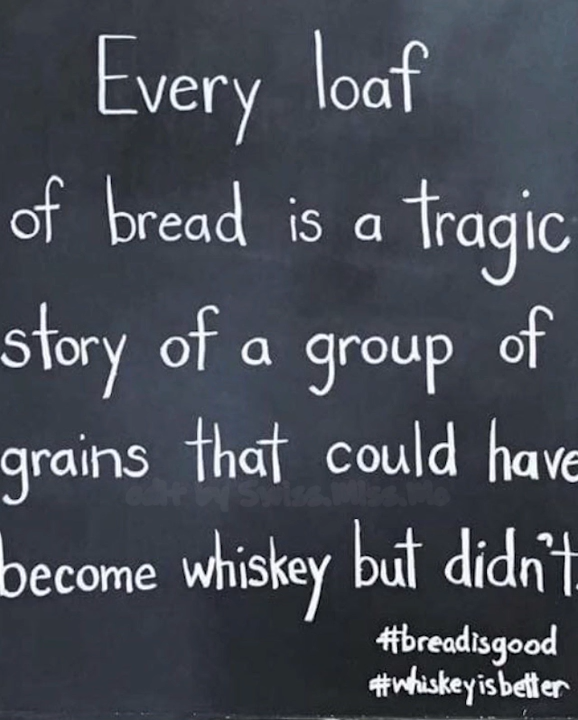 Every loaf
of bread is a tragic
story of a group of
grains that could have
become whiskey but didn't.
#breadisgood
#whiskeyisbetter